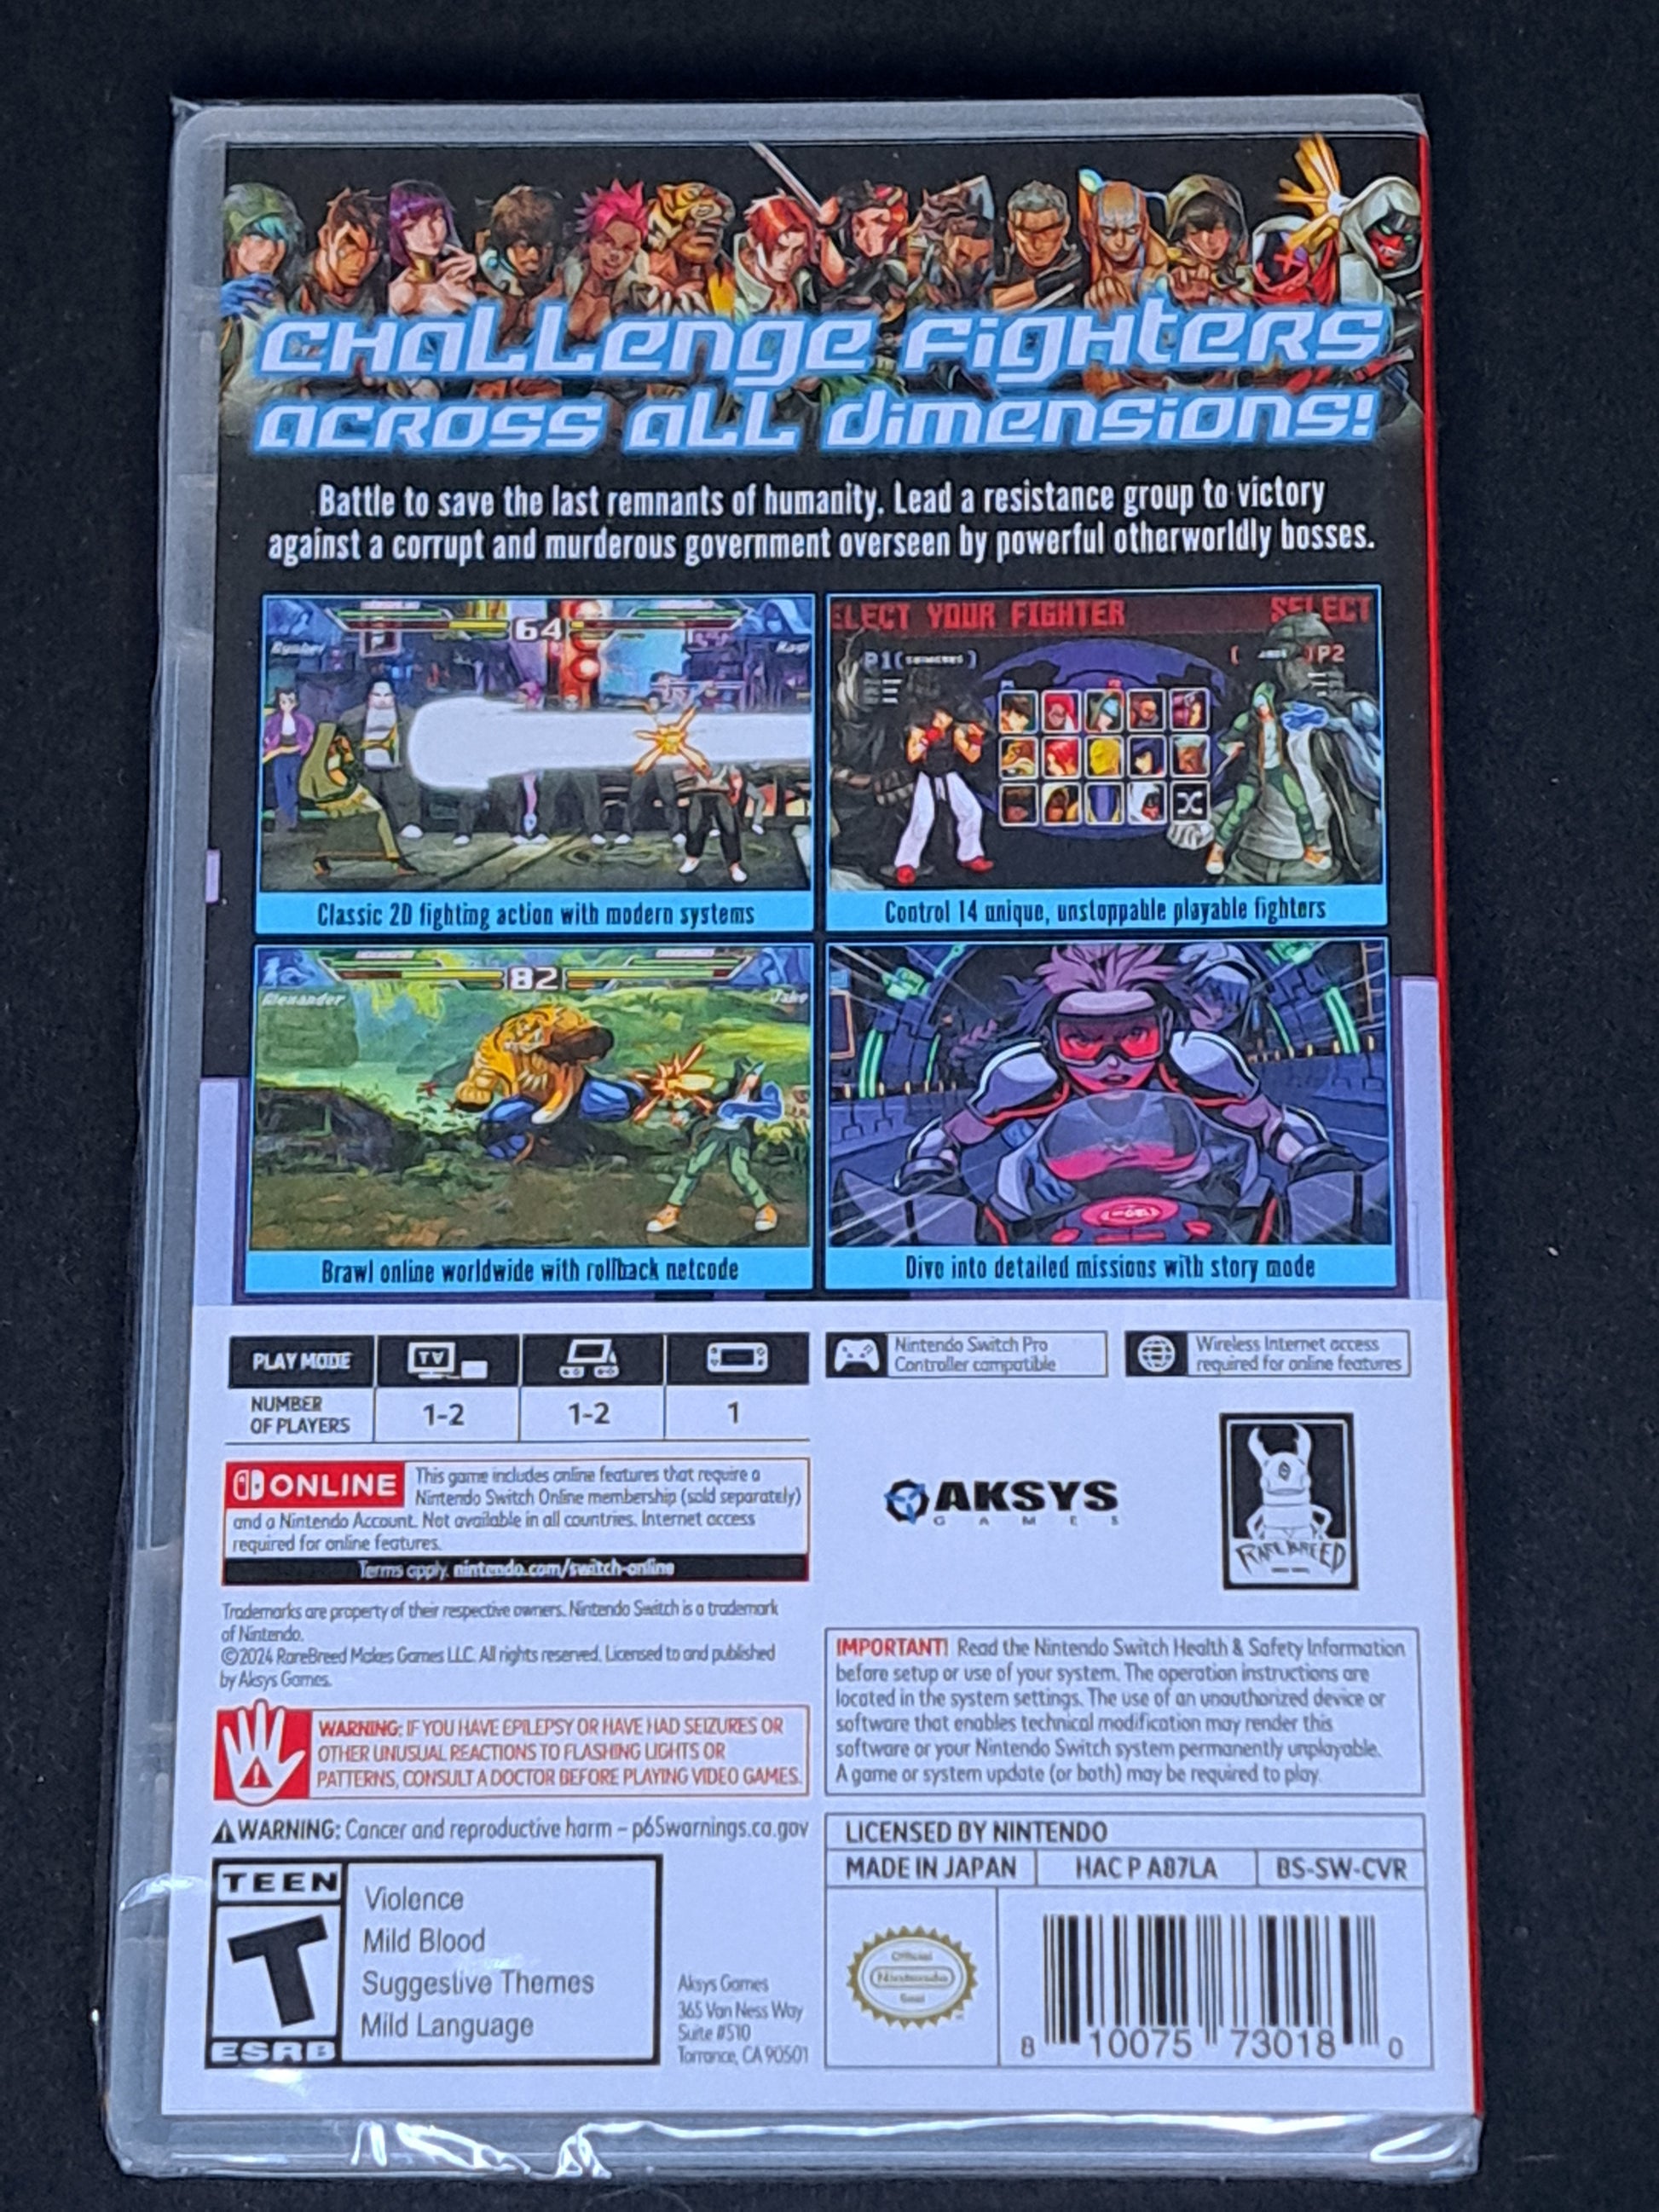 CHALLENGE FIGHTERS
ACROSS ALL DIMENSIONS!
Battle to save the last remnants of humanity. Lead a resistance group to victory
against a corrupt and murderous government overseen by powerful otherworldly bosses.
64
Classic 2D fighting action with modern systems
ELECT YOUR FIGHTER SELECT
P1( ) ( )P2
Control 14 unique, unstoppable playable fighters
82
Alexander Jake
Brawl online worldwide with rollback netcode
Dive into detailed missions with story mode
PLAY MODE TV
NUMBER
OF PLAYERS
1-2 1-2 1
Nintendo Switch Pro
Controller compatible
Wireless Internet access
required for online features
ONLINE
This game includes online features that require a
Nintendo Switch Online membership (sold separately)
and a Nintendo Account. Not available in all countries. Internet access
required for online features.
Terms apply. nintendo.com/switch-online
AKSYS
GAMES
RAREBREED
Trademarks are property of their respective owners. Nintendo Switch is a trademark
of Nintendo.
©2024 RareBreed Makes Games LLC. All rights reserved. Licensed to and published
by Aksys Games.
WARNING: IF YOU HAVE EPILEPSY OR HAVE HAD SEIZURES OR
OTHER UNUSUAL REACTIONS TO FLASHING LIGHTS OR
PATTERNS, CONSULT A DOCTOR BEFORE PLAYING VIDEO GAMES.
WARNING: Cancer and reproductive harm – p65warnings.ca.gov
IMPORTANT! Read the Nintendo Switch Health & Safety Information
before setup or use of your system. The operation instructions are
located in the system settings. The use of an unauthorized device or
software that enables technical modification may render this
software or your Nintendo Switch system permanently unplayable.
A game or system update (or both) may be required to play.
TEEN
T
ESRB
Violence
Mild Blood
Suggestive Themes
Mild Language
Aksys Games
365 Van Ness Way
Suite #510
Torrance, CA 90501
LICENSED BY NINTENDO
MADE IN JAPAN HAC P A87LA BS-SW-CVR
Official
Nintendo
Seal
8 10075 73018 0